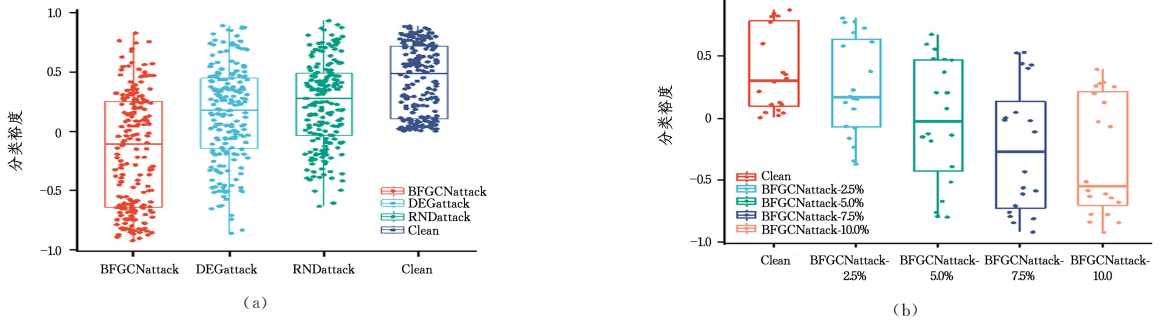 1.0
0.5
0
−0.5
−1.0
分类裕度
BFGCNattack
DEGattack
RNDattack
Clean
BFGCNattack
DEGattack
RNDattack
Clean
(a)
0.5
0
−0.5
−1.0
分类裕度
Clean
BFGCNattack-2.5%
BFGCNattack-5.0%
BFGCNattack-7.5%
BFGCNattack-10.0%
Clean
BFGCNattack-
2.5%
BFGCNattack-
5.0%
BFGCNattack-
7.5%
BFGCNattack-
10.0
(b)